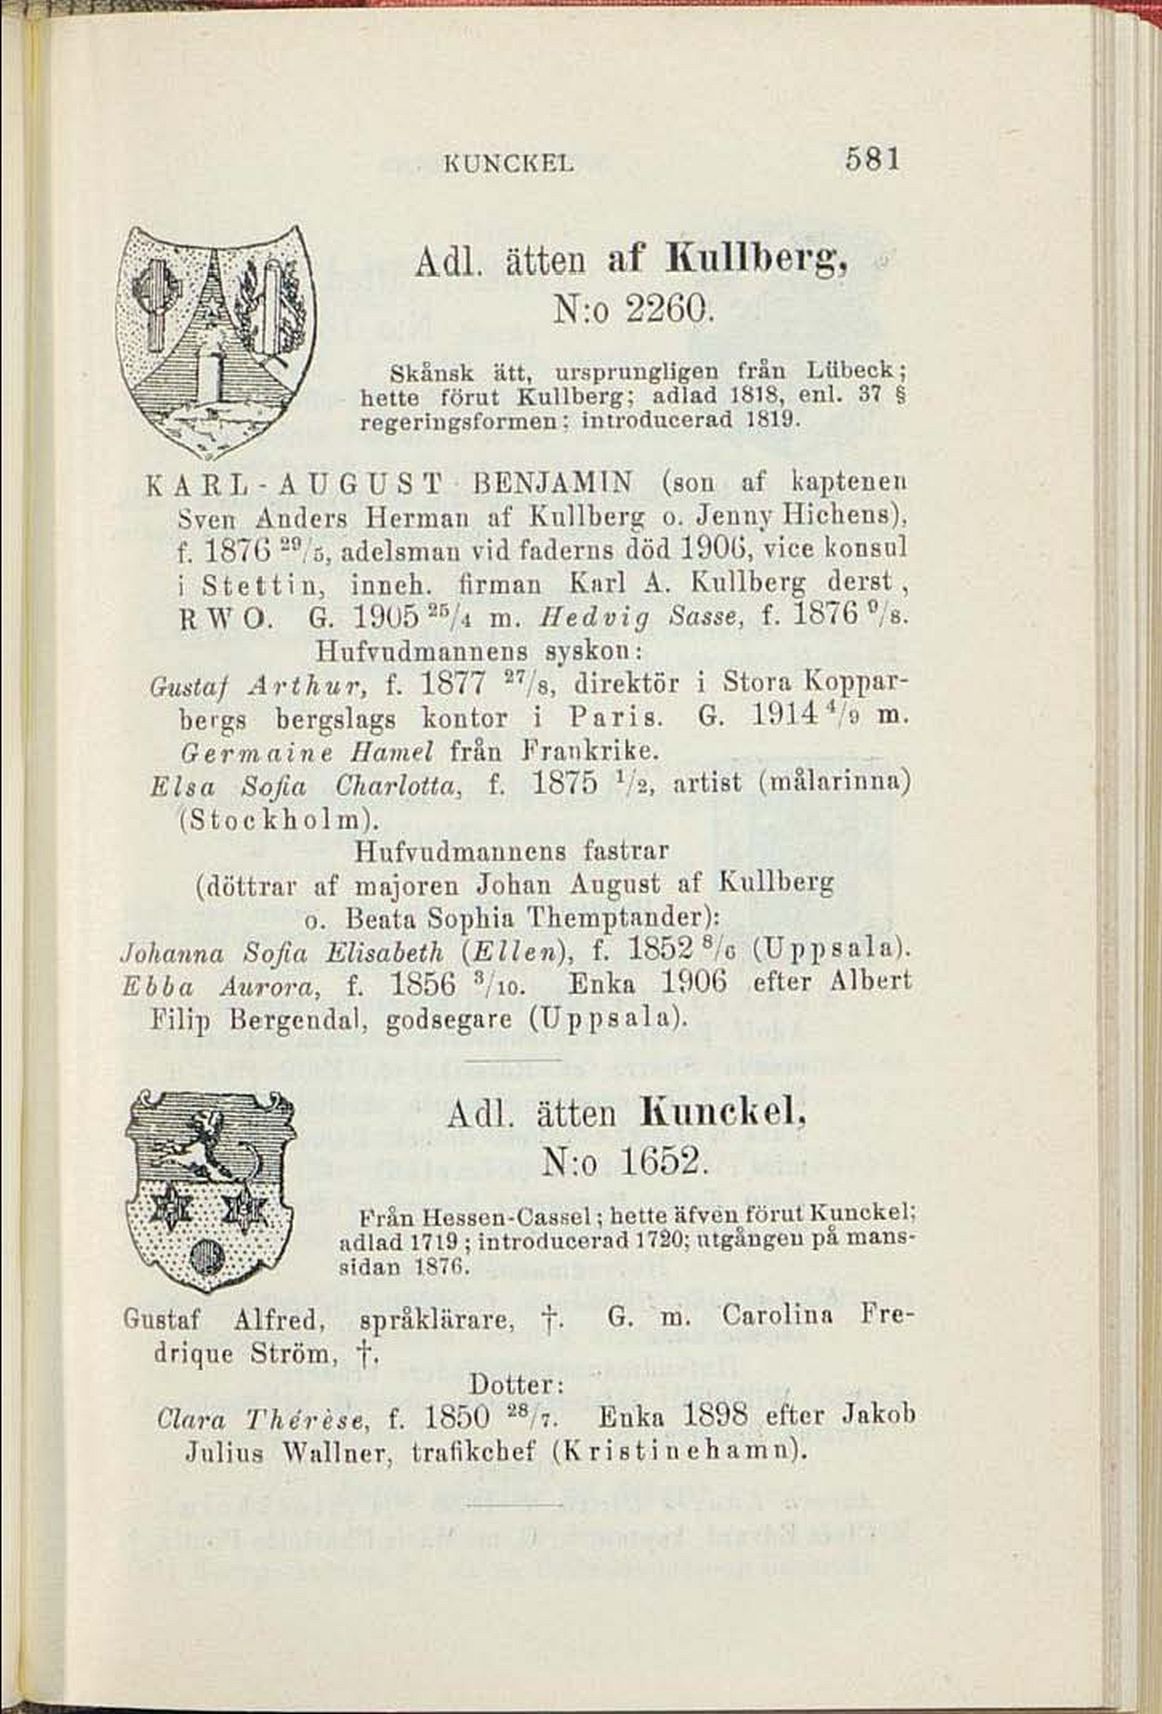 KUNCKEL 581
Adl. ätten af Kullberg,
N:o 2260.
Skånsk ätt, ursprungligen från Lübeck;
hette förut Kullberg; adlad 1818, enl. 37 §
regeringsformen; introducerad 1819.
KARL-AUGUST BENJAMIN (son af kaptenen
Sven Anders Herman af Kullberg o. Jenny Hichens),
f. 1876 29/5, adelsman vid faderns död 1906, vice konsul
i Stettin, inneh. firman Karl A. Kullberg derst,
RWO. G. 1905 25/4 m. Hedvig Sasse, f. 1876 9/8.
Hufvudmannens syskon:
Gustaf Arthur, f. 1877 27/8, direktör i Stora Koppar-
bergs bergslags kontor i Paris. G. 1914 4/9 m.
Germaine Hamel från Frankrike.
Elsa Sofia Charlotta, f. 1875 1/2, artist (målarinna)
(Stockholm).
Hufvudmannens fastrar
(döttrar af majoren Johan August af Kullberg
o. Beata Sophia Themptander):
Johanna Sofia Elisabeth (Ellen), f. 1852 8/6 (Uppsala).
Ebba Aurora, f. 1856 3/10. Enka 1906 efter Albert
Filip Bergendal, godsegare (Uppsala).
Adl. ätten Kunckel,
N:o 1652.
Från Hessen-Cassel; hette äfven förut Kunckel;
adlad 1719; introducerad 1720; utgången på mans-
sidan 1876.
Gustaf Alfred, språklärare, †. G. m. Carolina Fre-
drique Ström, †.
Dotter:
Clara Thérèse, f. 1850 28/7. Enka 1898 efter Jakob
Julius Wallner, trafikchef (Kristinehamn).